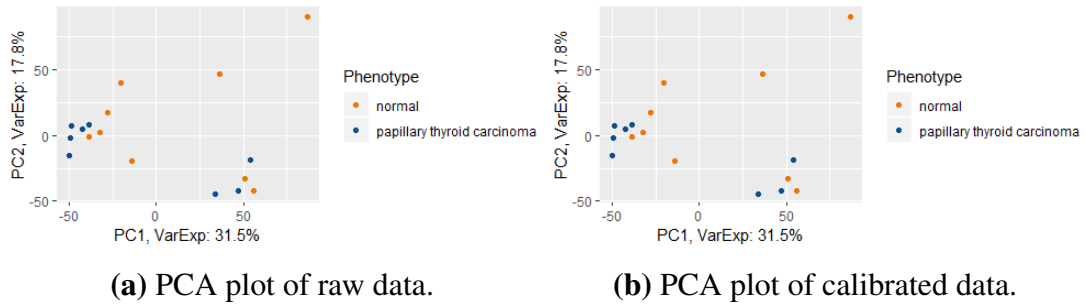 PC2, VarExp: 17.8%
50
0
-50
-50
0
50
PC1, VarExp: 31.5%
Phenotype
normal
papillary thyroid carcinoma
(a) PCA plot of raw data.
PC2, VarExp: 17.8%
50
0
-50
-50
0
50
PC1, VarExp: 31.5%
Phenotype
normal
papillary thyroid carcinoma
(b) PCA plot of calibrated data.